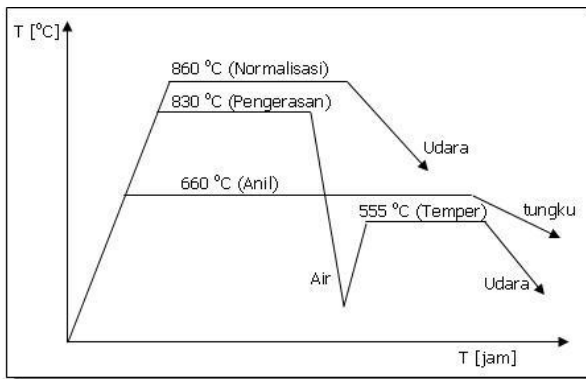 T [°C]
860 °C (Normalisasi)
830 °C (Pengerasan)
Udara
660 °C (Anil)
555 °C (Temper)
tungku
Air
Udara
T [jam]